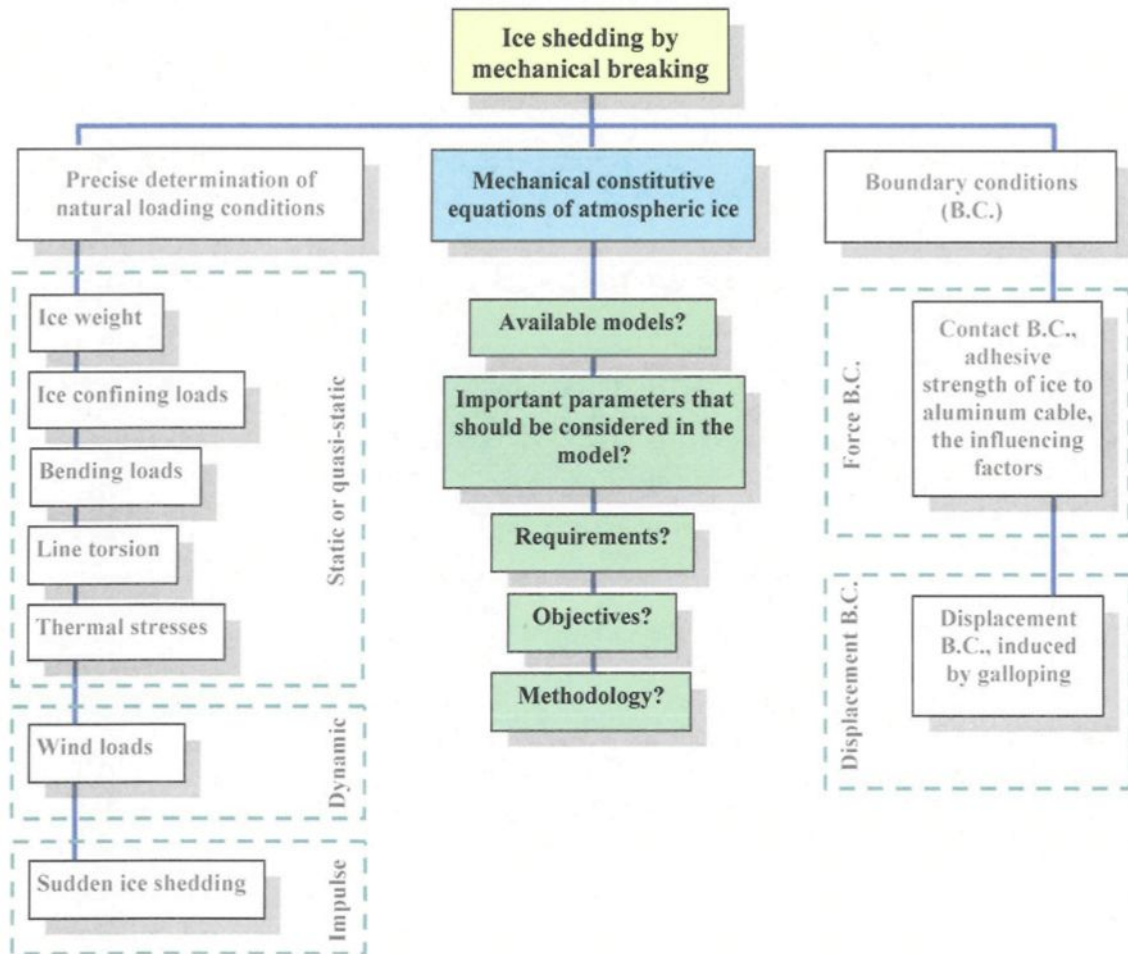 Ice shedding by
mechanical breaking
Precise determination of
natural loading conditions
Ice weight
Ice confining loads
Bending loads
Line torsion
Thermal stresses
Static or quasi-static
Wind loads
Dynamic
Sudden ice shedding
Impulse
Mechanical constitutive
equations of atmospheric ice
Available models?
Important parameters that
should be considered in the
model?
Requirements?
Objectives?
Methodology?
Boundary conditions
(B.C.)
Force B.C.
Contact B.C.,
adhesive
strength of ice to
aluminum cable,
the influencing
factors
Displacement B.C.
Displacement
B.C., induced
by galloping